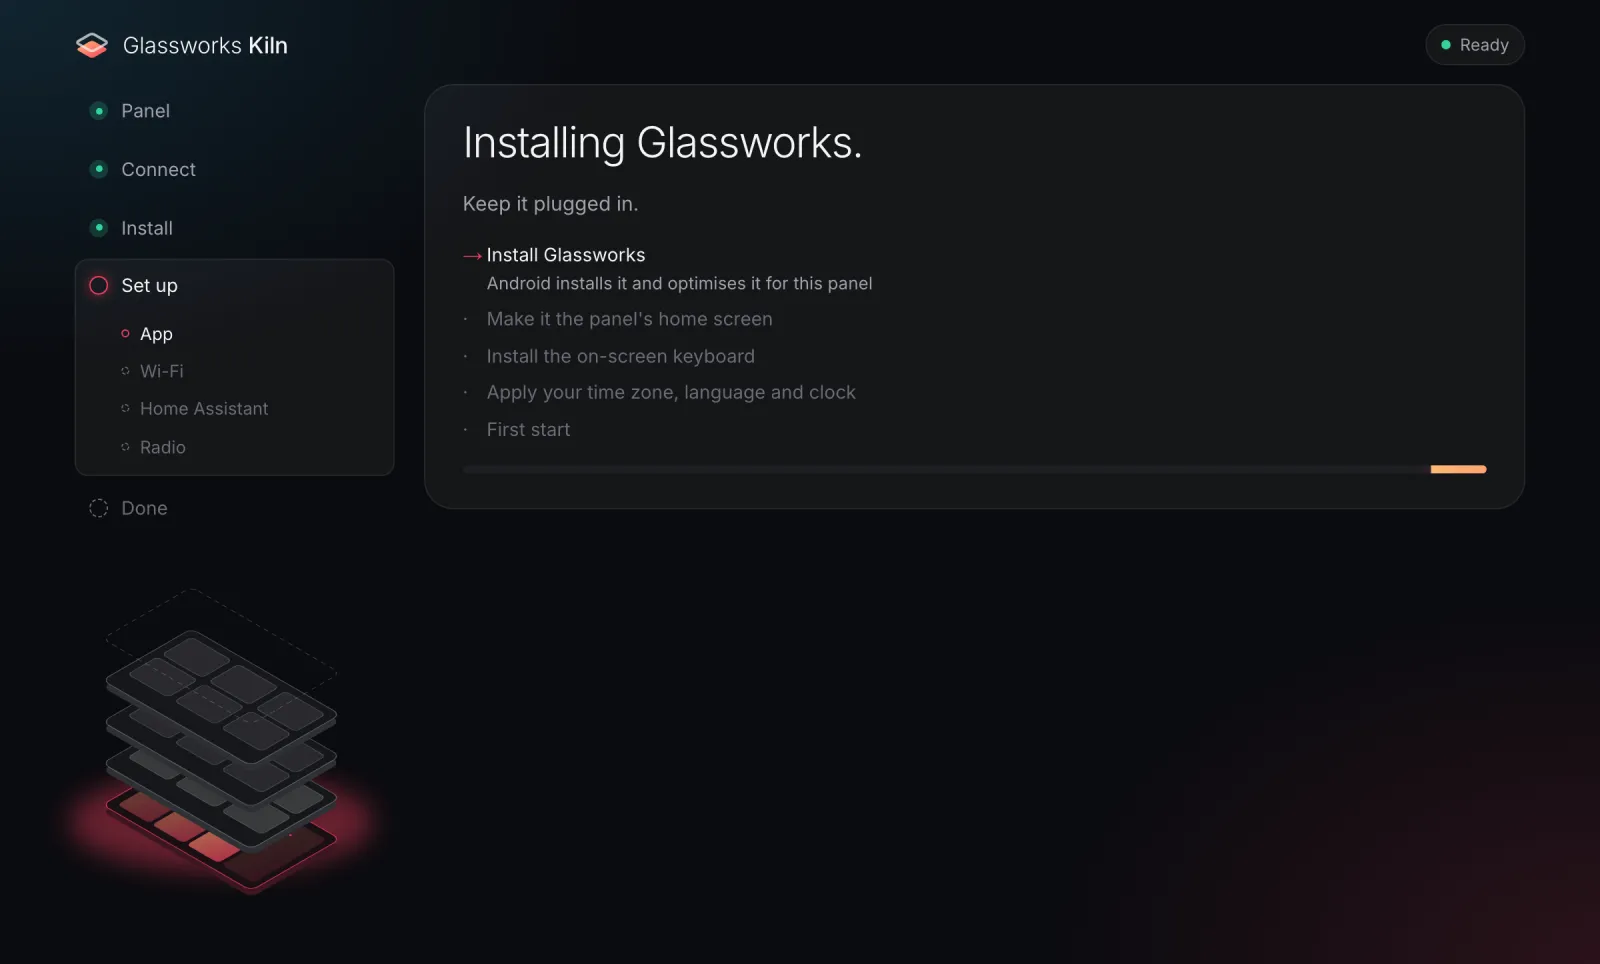 Glassworks Kiln
Ready
Panel
Connect
Install
Set up
App
Wi-Fi
Home Assistant
Radio
Done
Installing Glassworks.
Keep it plugged in.
→ Install Glassworks
Android installs it and optimises it for this panel
· Make it the panel's home screen
· Install the on-screen keyboard
· Apply your time zone, language and clock
· First start